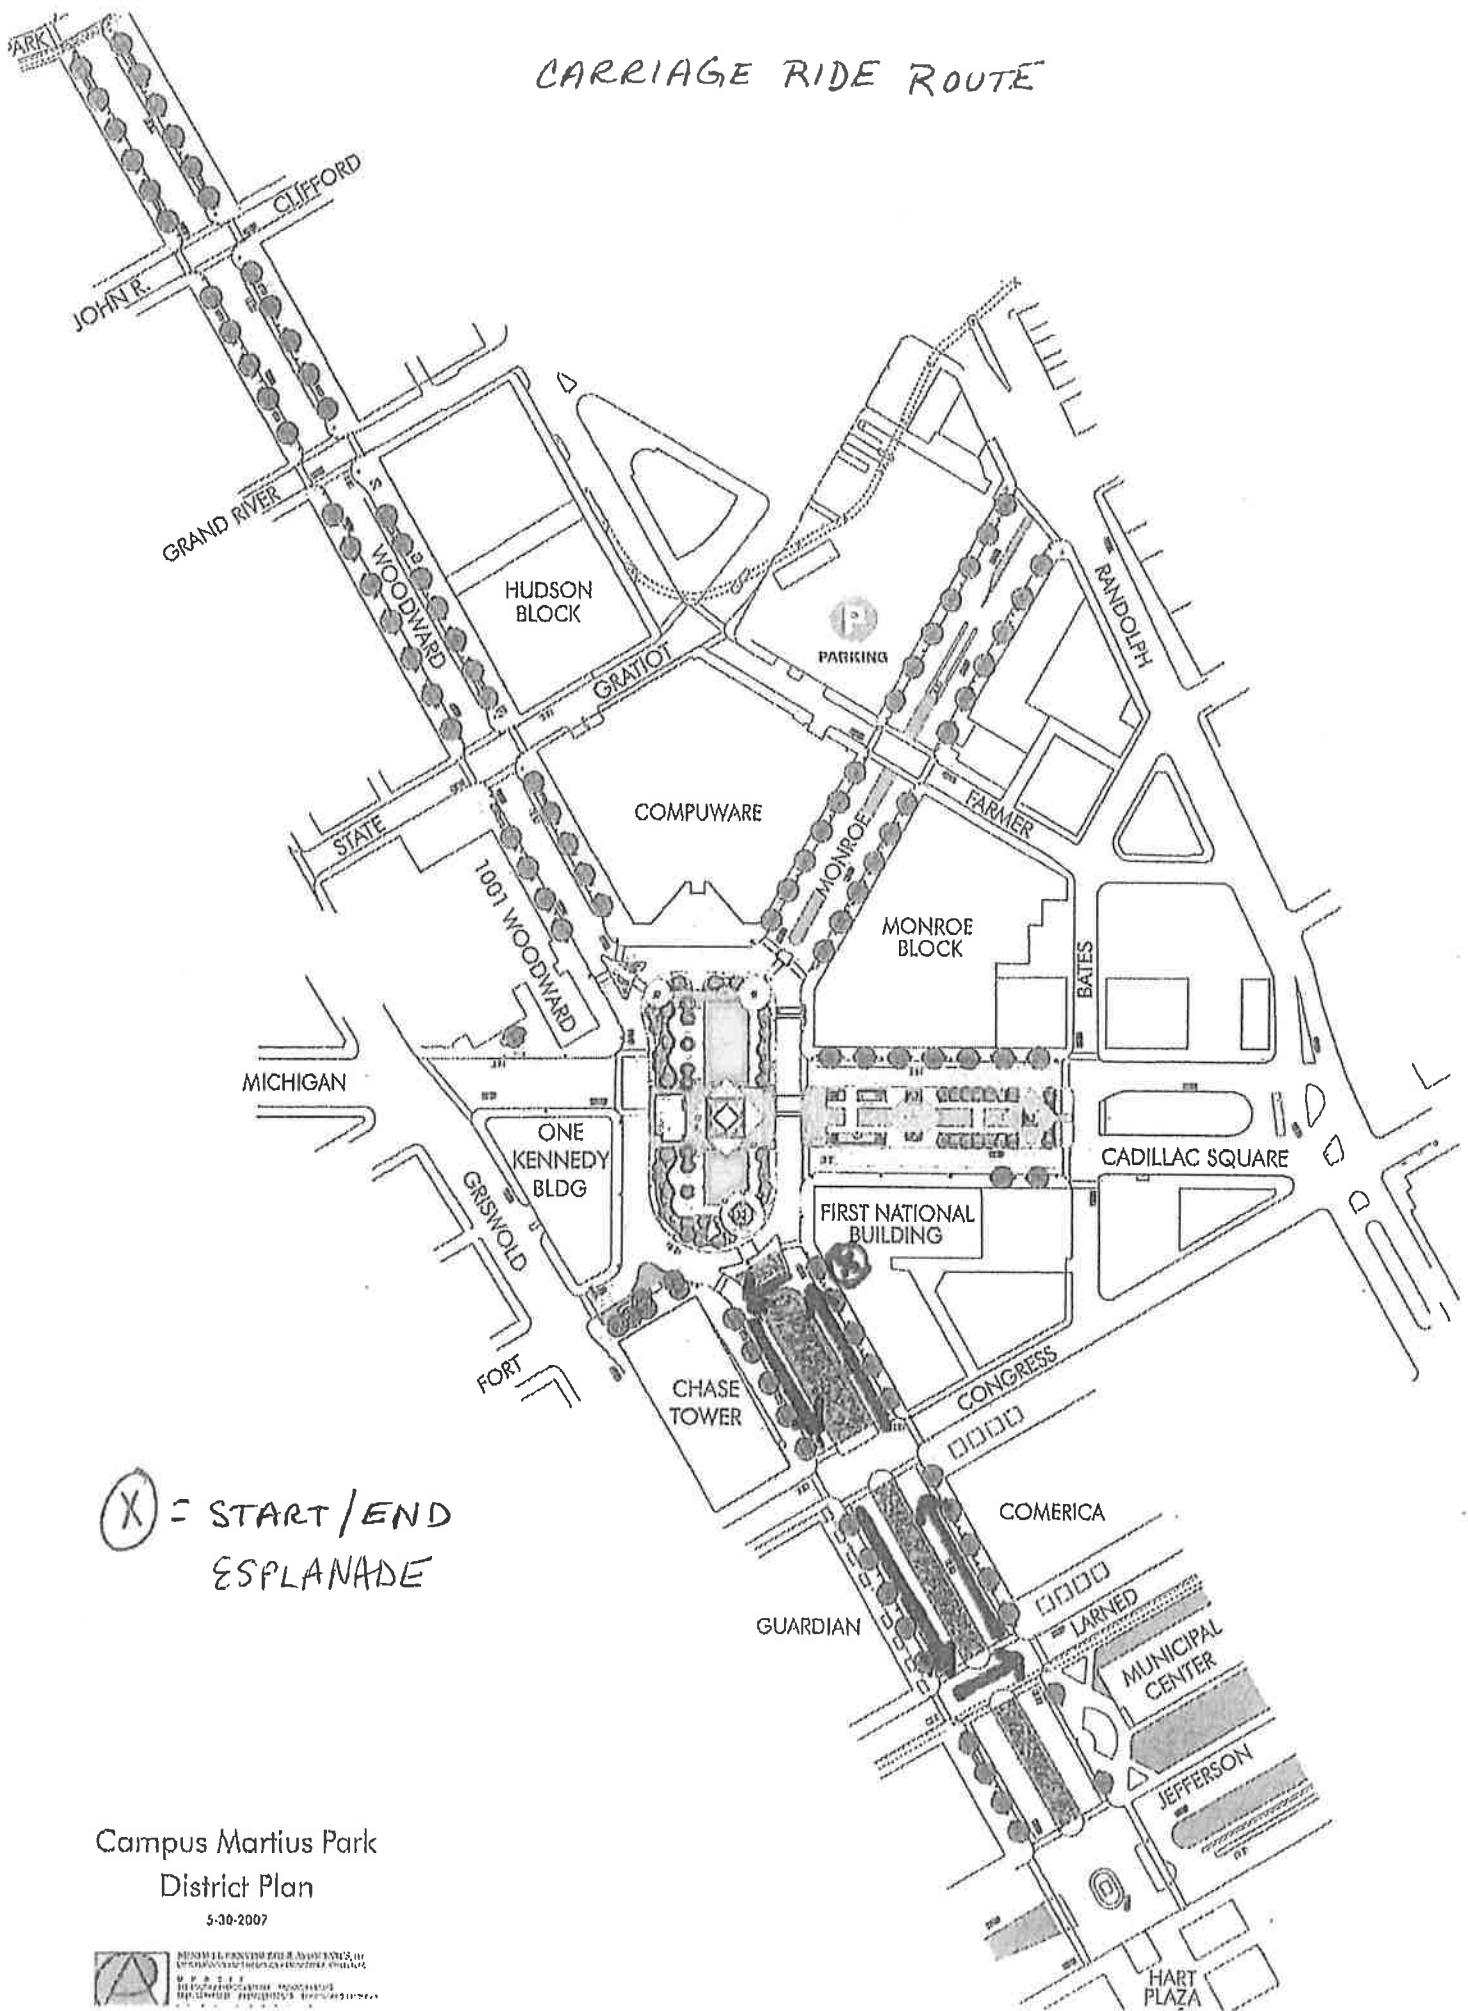 CARRIAGE RIDE ROUTE
PARK
CLIFFORD
JOHN R.
GRAND RIVER
WOODWARD
HUDSON
BLOCK
GRATIOT
P
PARKING
RANDOLPH
STATE
COMPUWARE
MONROE
FARMER
1001 WOODWARD
MONROE
BLOCK
BATES
MICHIGAN
ONE
KENNEDY
BLDG
CADILLAC SQUARE
GRISWOLD
FIRST NATIONAL
BUILDING
X
FORT
CHASE
TOWER
CONGRESS
X = START/END
ESPLANADE
COMERICA
GUARDIAN
LARNED
MUNICIPAL
CENTER
JEFFERSON
Campus Martius Park
District Plan
5-30-2007
HART
PLAZA